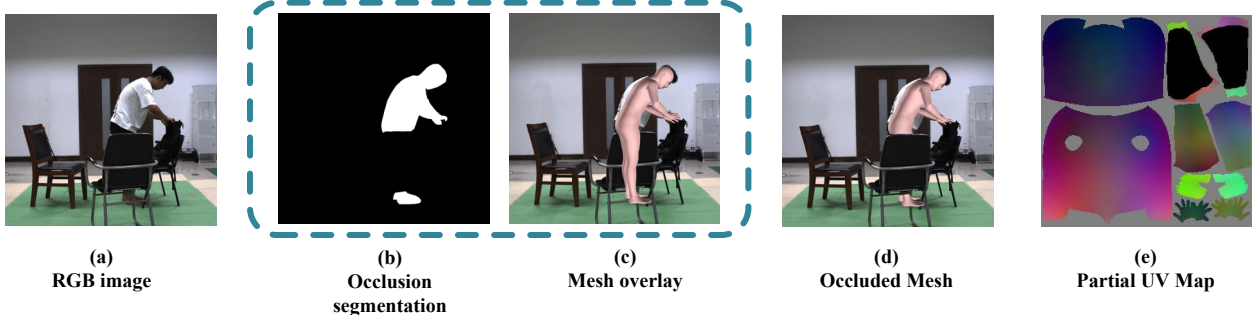 (a)
RGB image
(b)
Occlusion
segmentation
(c)
Mesh overlay
(d)
Occluded Mesh
(e)
Partial UV Map